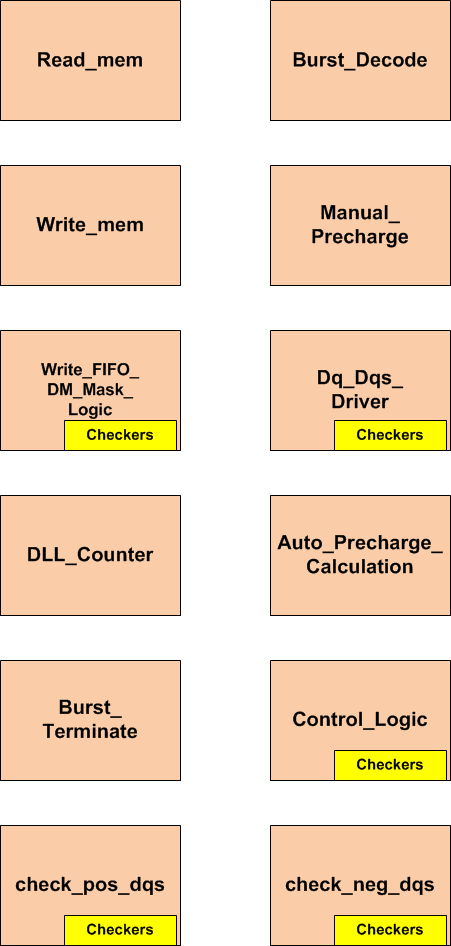 Read_mem
Burst_Decode
Write_mem
Manual_
Precharge
Write_FIFO_
DM_Mask_
Logic
Checkers
Dq_Dqs_
Driver
Checkers
DLL_Counter
Auto_Precharge_
Calculation
Burst_
Terminate
Control_Logic
Checkers
check_pos_dqs
Checkers
check_neg_dqs
Checkers